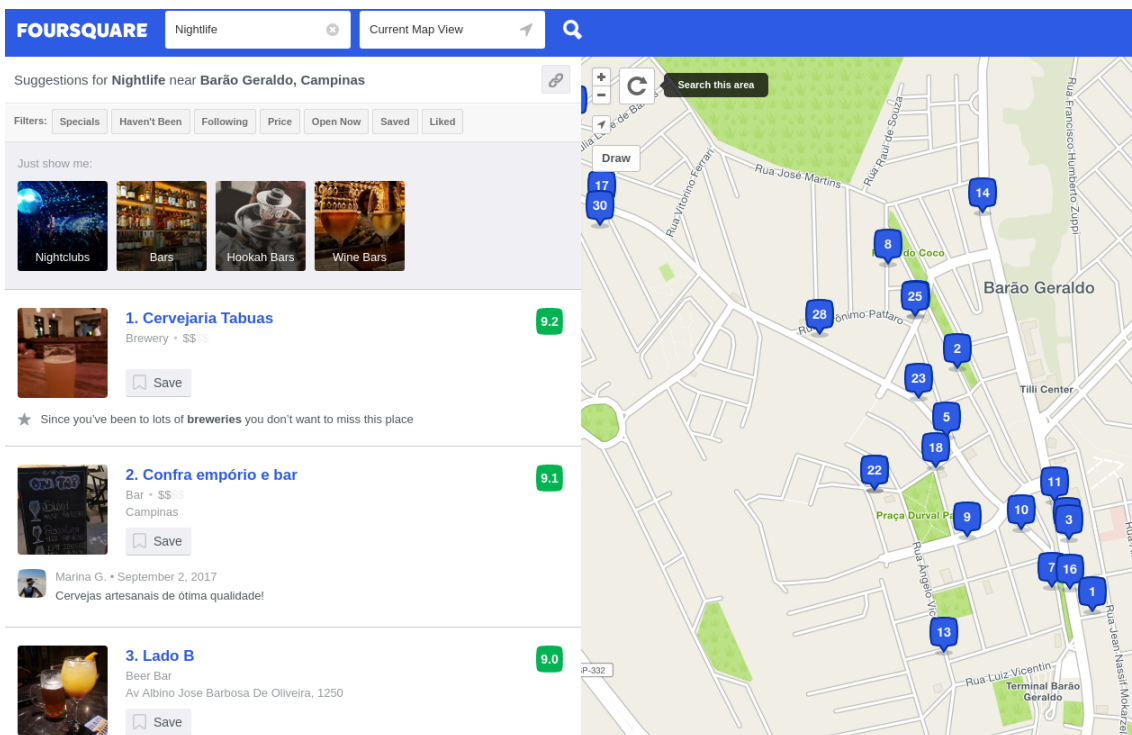 FOURSQUARE
Nightlife
Current Map View
Suggestions for Nightlife near Barão Geraldo, Campinas
Filters: Specials Haven't Been Following Price Open Now Saved Liked
Just show me:
Nightclubs Bars Hookah Bars Wine Bars
1. Cervejaria Tabuas
9.2
Brewery • $$$$
Save
Since you've been to lots of breweries you don't want to miss this place
2. Confra empório e bar
9.1
Bar • $$$$
Campinas
Save
ON TAP
Marina G. • September 2, 2017
Cervejas artesanais de ótima qualidade!
3. Lado B
9.0
Beer Bar
Av Albino Jose Barbosa De Oliveira, 1250
Save
+
−
Search this area
Draw
17
30
Rua Vitorino Ferrari
Rua José Martins
Rua Raul de Souza
Rua Francisco Humberto Zuppi
14
8
do Coco
25
Barão Geraldo
28
ônimo Pattaro
2
23
Tilli Center
5
18
22
11
10
3
Praça Durval
9
7
16
1
13
Rua Luiz Vicentin
Terminal Barão
Geraldo
Rua Jean Nassif Mokarze